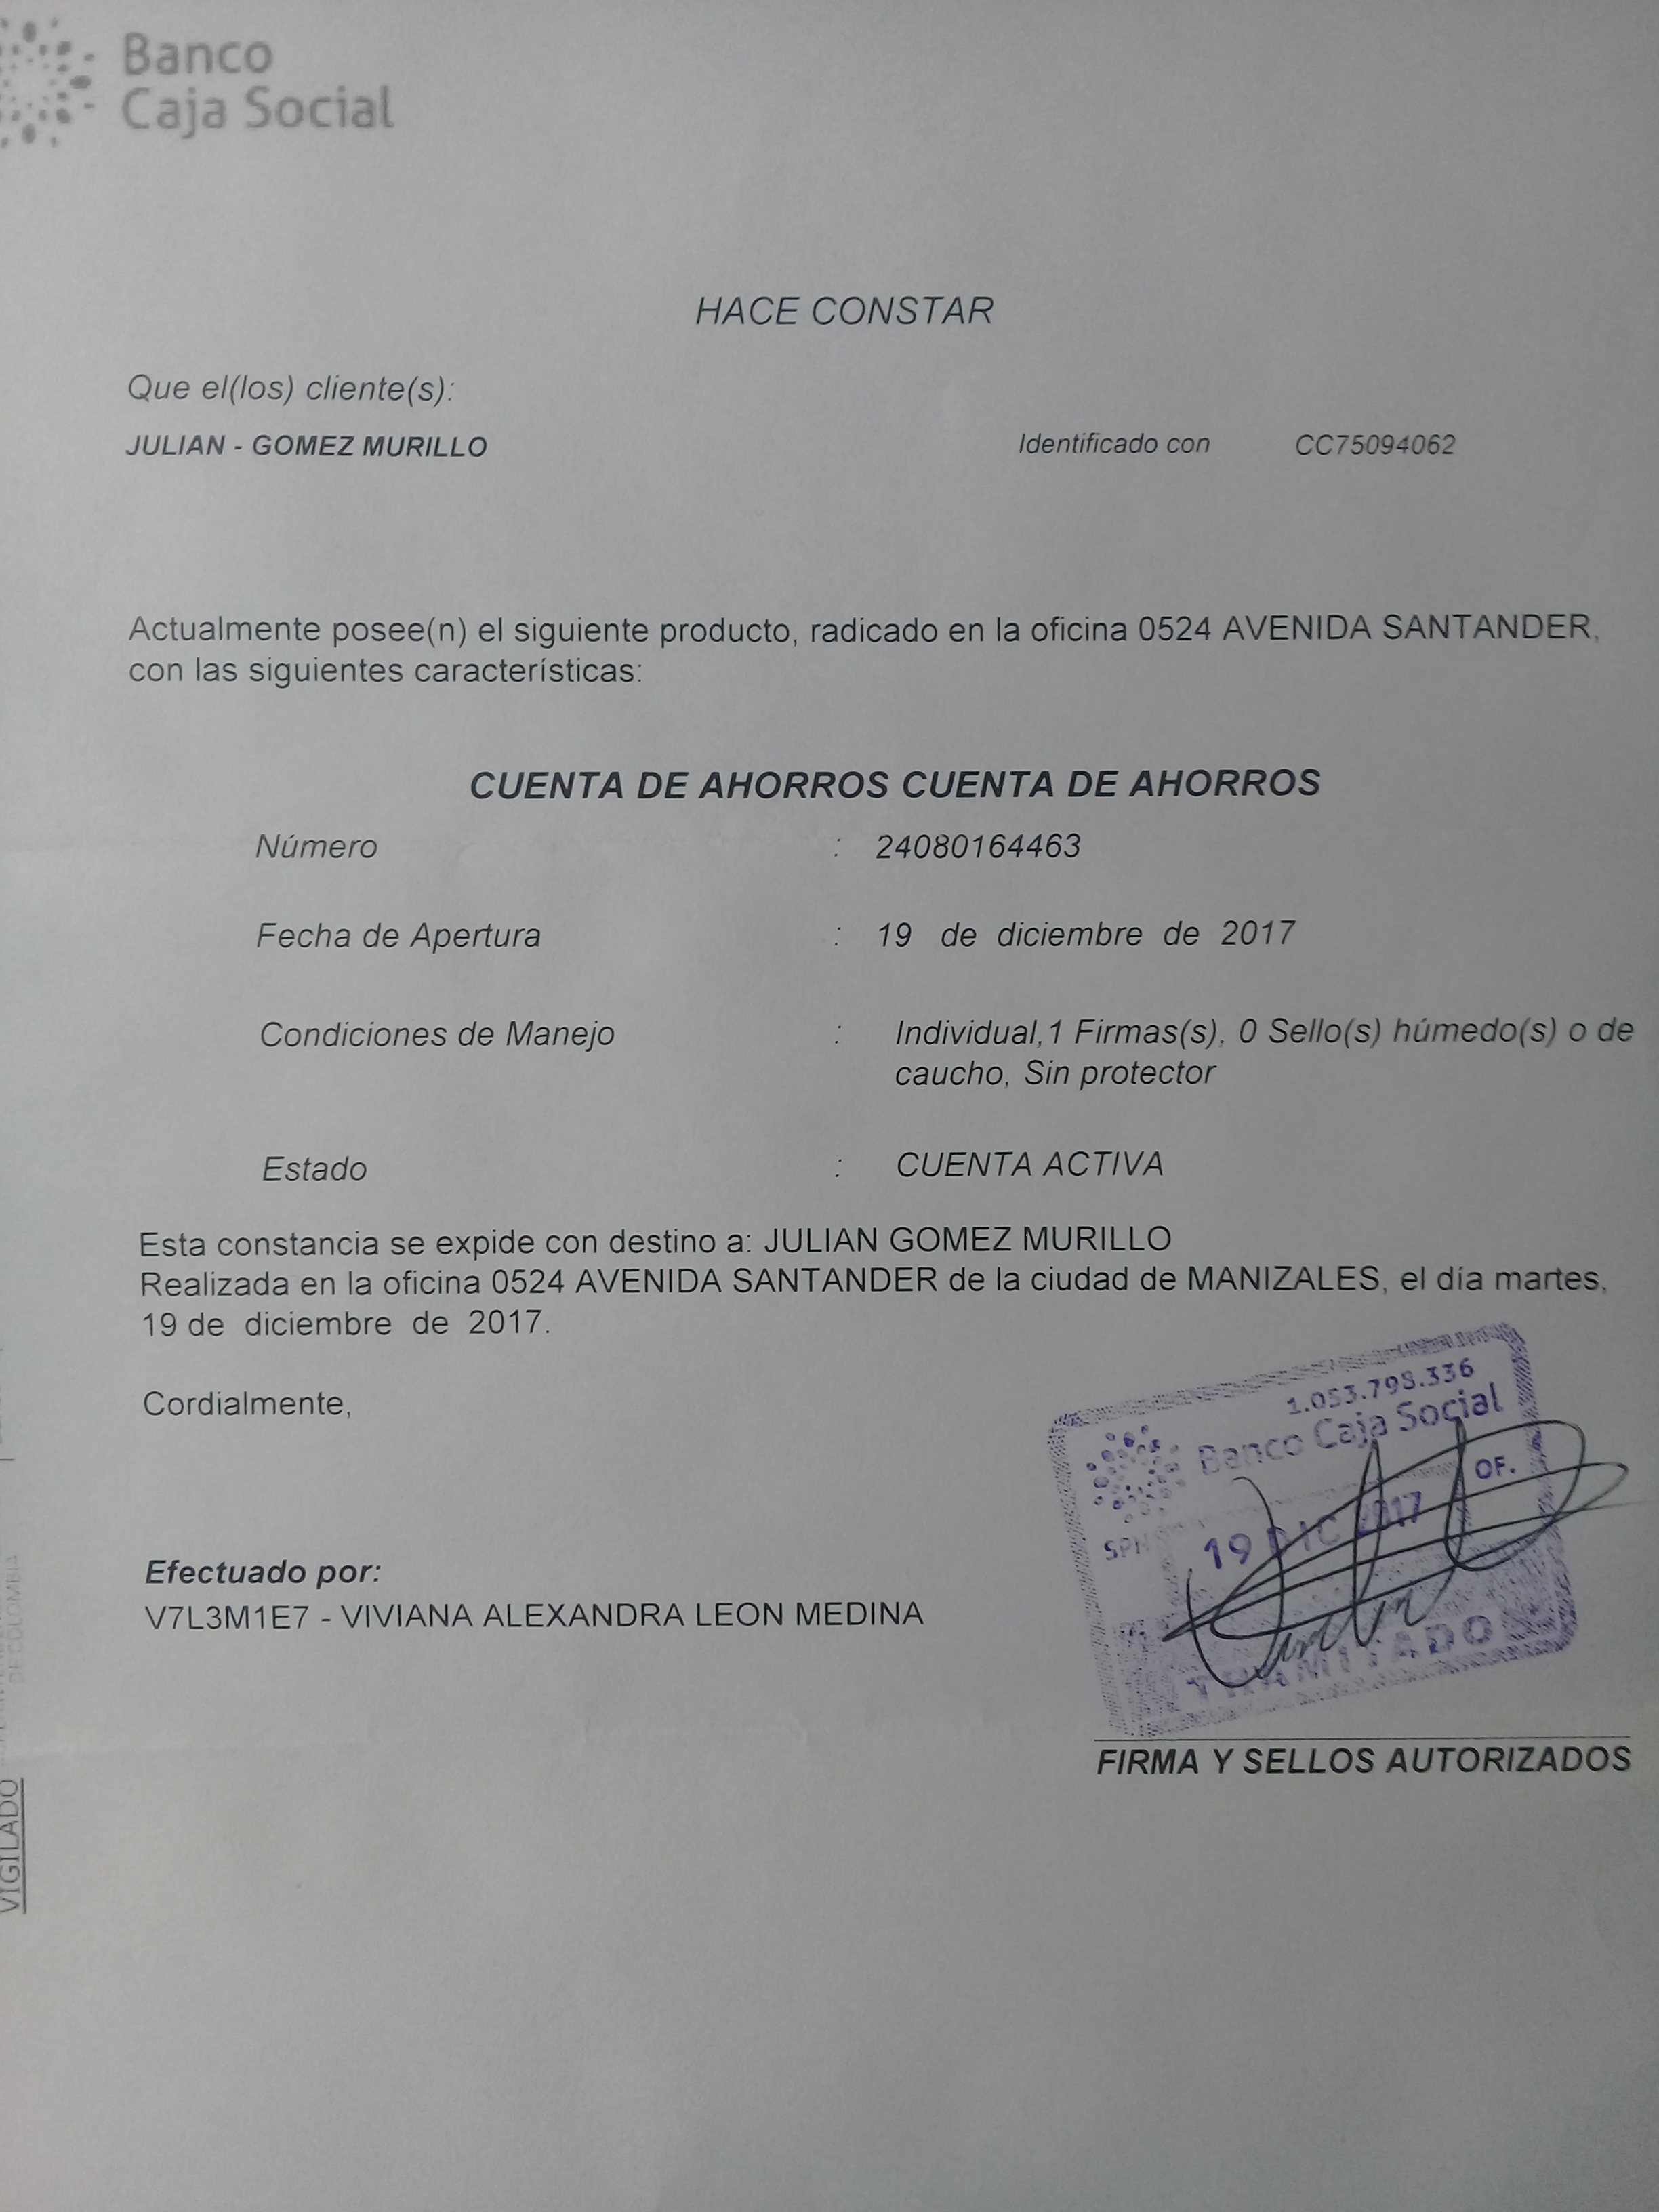 Banco
Caja Social
HACE CONSTAR
Que el(los) cliente(s):
JULIAN - GOMEZ MURILLO Identificado con CC75094062
Actualmente posee(n) el siguiente producto, radicado en la oficina 0524 AVENIDA SANTANDER,
con las siguientes características:
CUENTA DE AHORROS CUENTA DE AHORROS
Número : 24080164463
Fecha de Apertura : 19 de diciembre de 2017
Condiciones de Manejo : Individual,1 Firmas(s), 0 Sello(s) húmedo(s) o de
caucho, Sin protector
Estado : CUENTA ACTIVA
Esta constancia se expide con destino a: JULIAN GOMEZ MURILLO
Realizada en la oficina 0524 AVENIDA SANTANDER de la ciudad de MANIZALES, el día martes,
19 de diciembre de 2017.
Cordialmente,
1.053.798.336
Banco Caja Social
OF.
19 DIC 2017
TRAMITADO
Efectuado por:
V7L3M1E7 - VIVIANA ALEXANDRA LEON MEDINA
FIRMA Y SELLOS AUTORIZADOS
VIGILADO
DE COLOMBIA